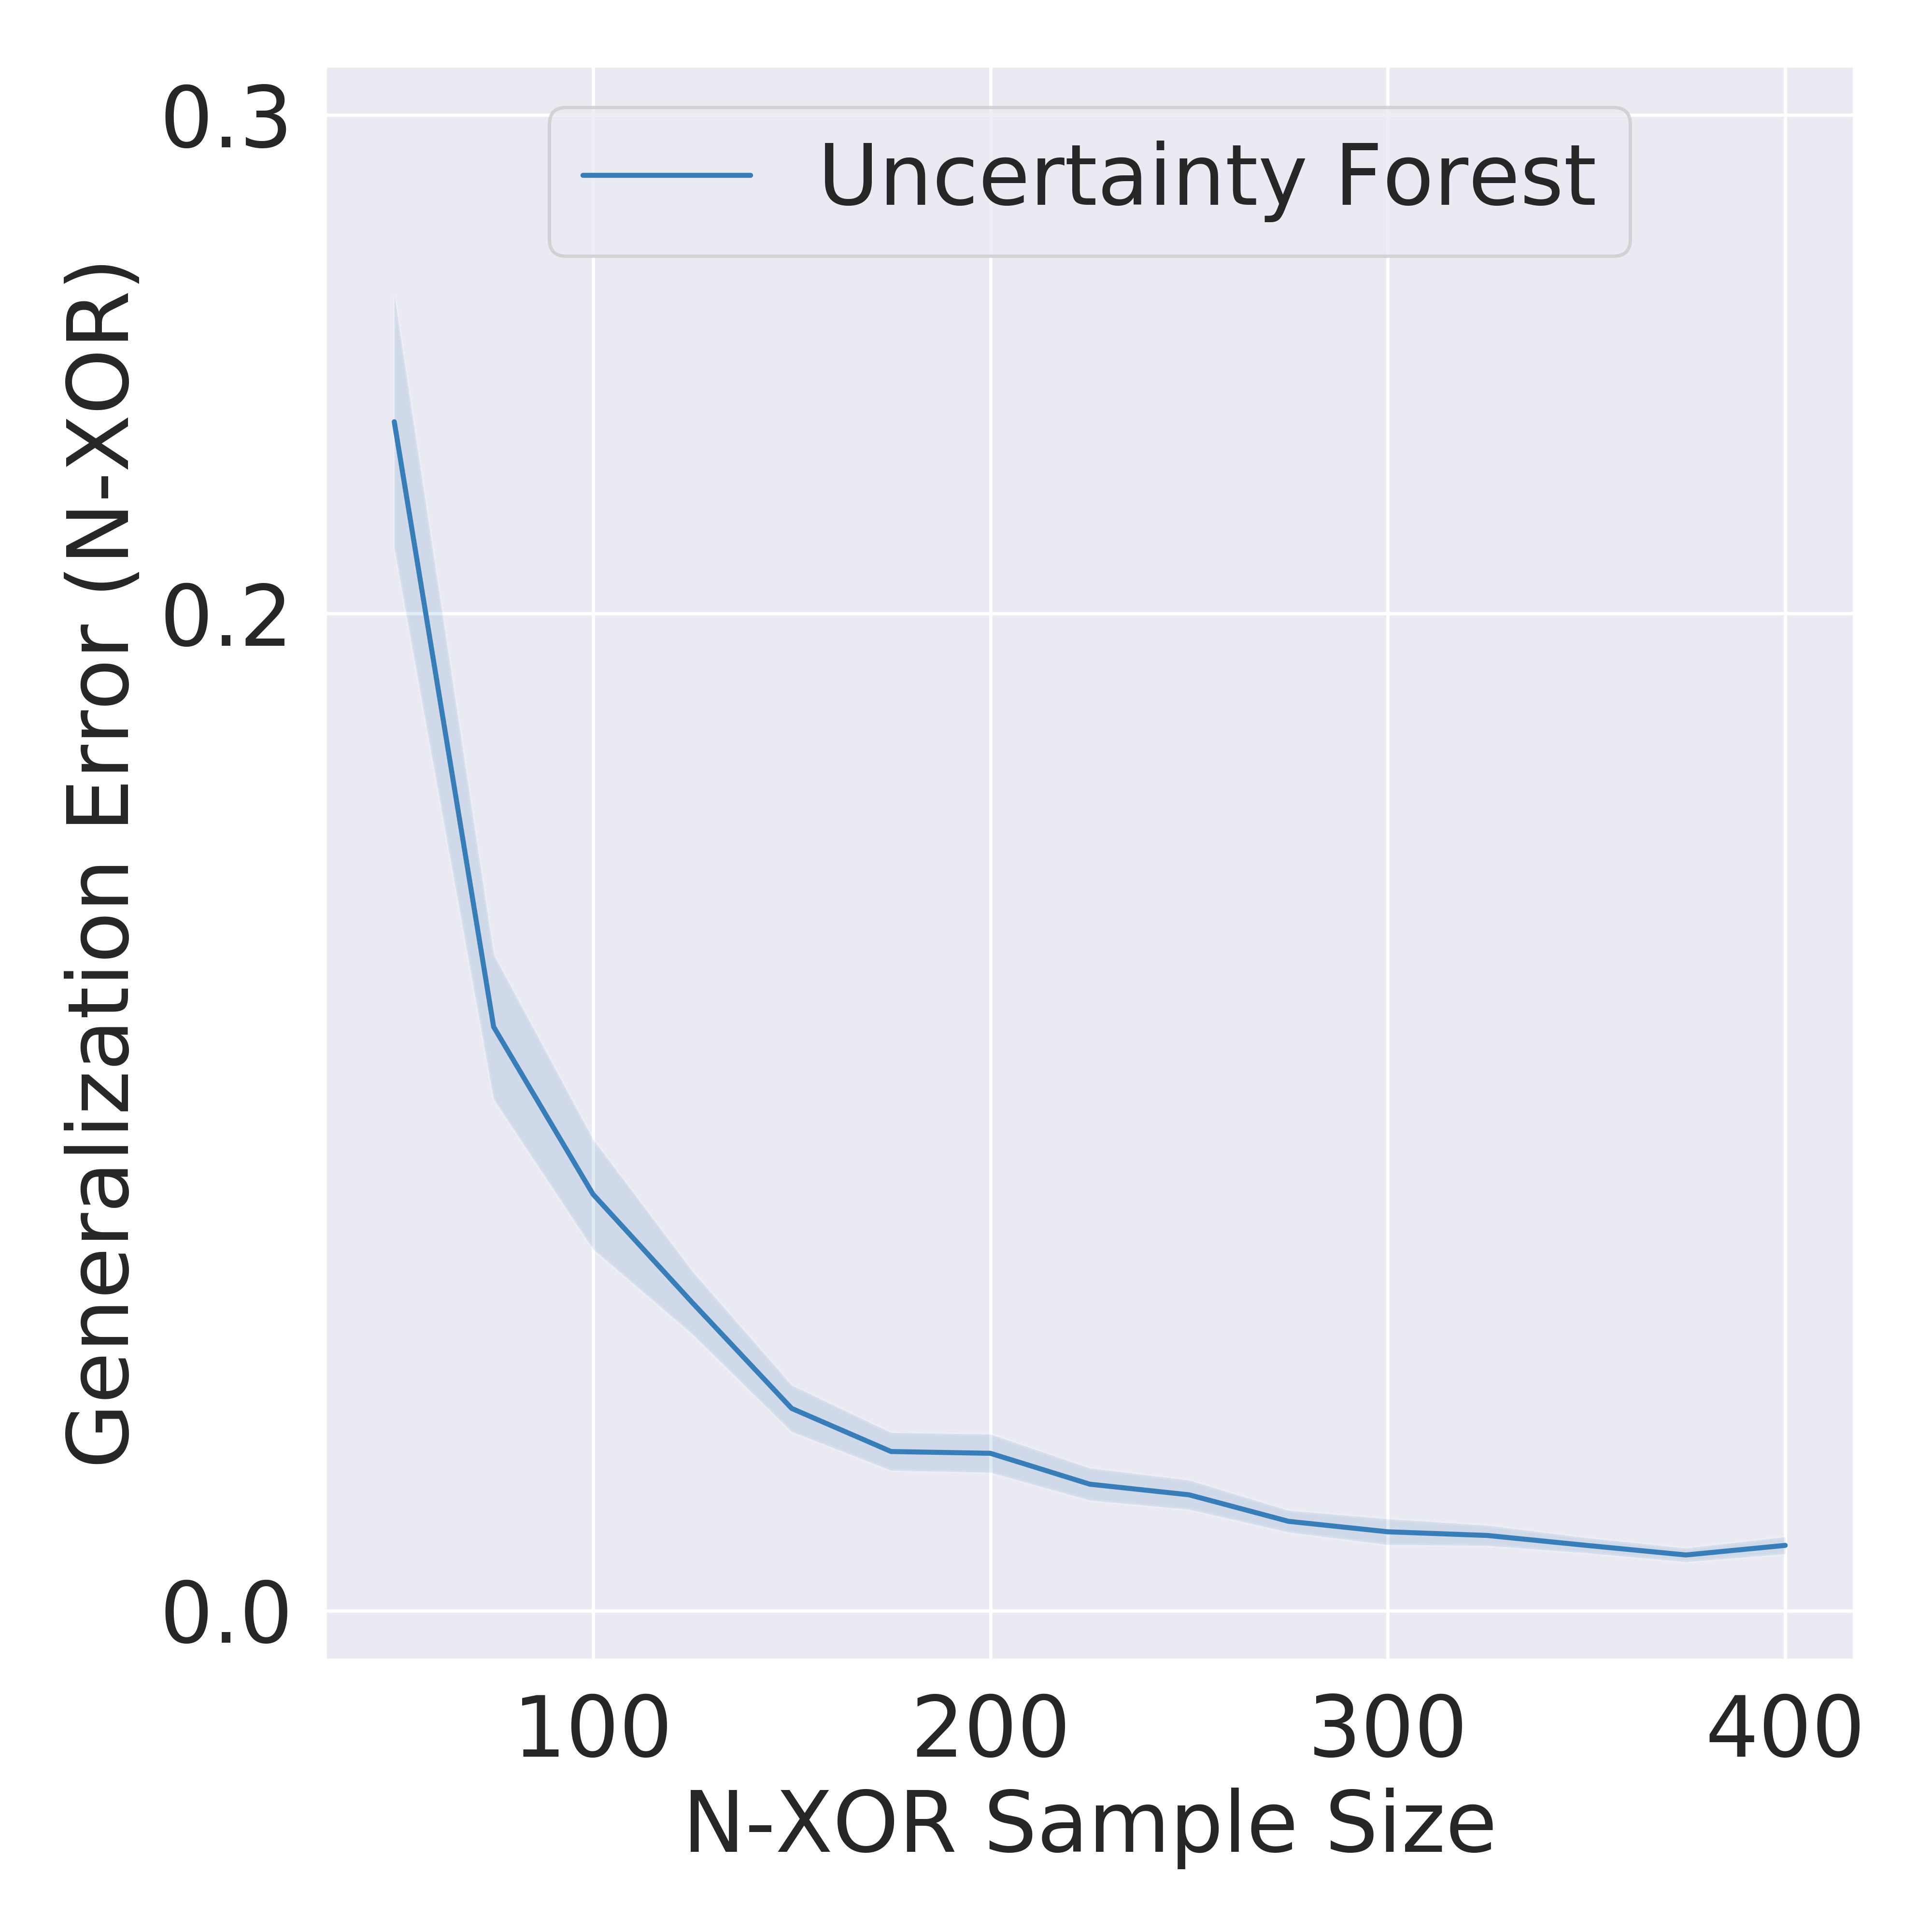 Generalization Error (N-XOR)
0.3
0.2
0.0
Uncertainty Forest
100 200 300 400
N-XOR Sample Size